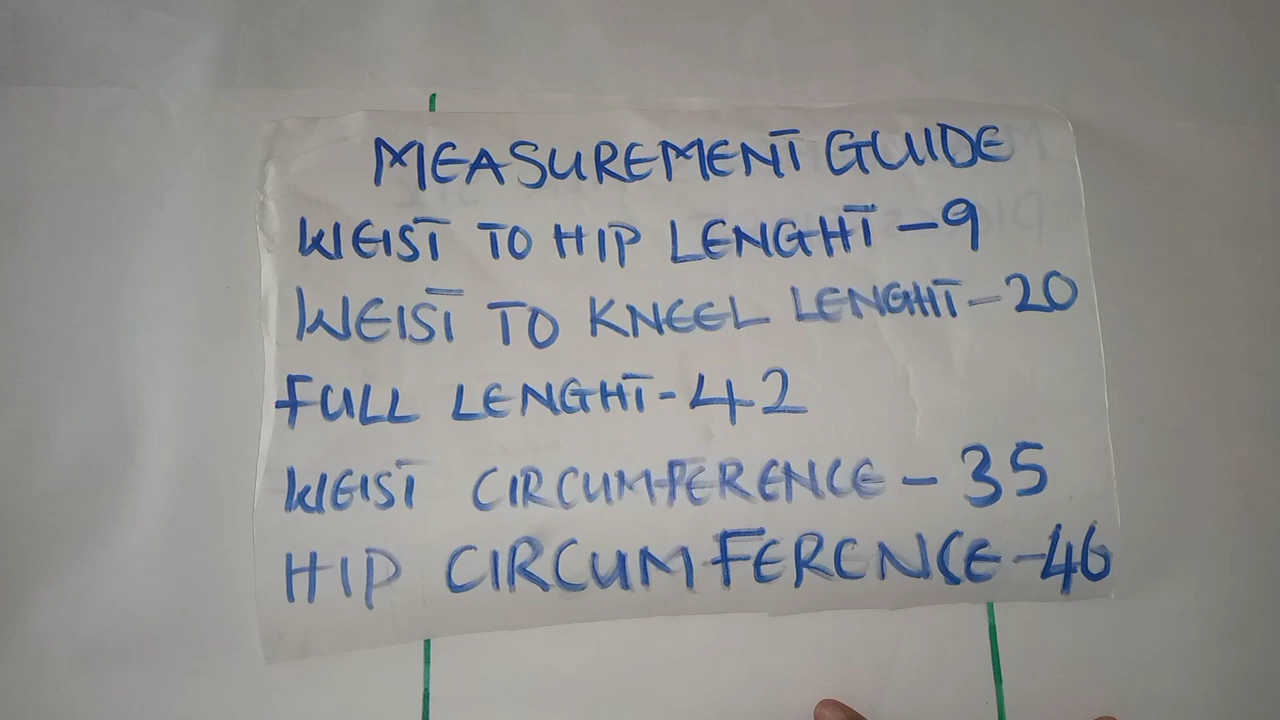 MEASUREMENT GUIDE
WEIST TO HIP LENGHT - 9
WEIST TO KNEEL LENGHT - 20
FULL LENGHT - 42
WEIST CIRCUMFERENCE - 35
HIP CIRCUMFERENCE - 46